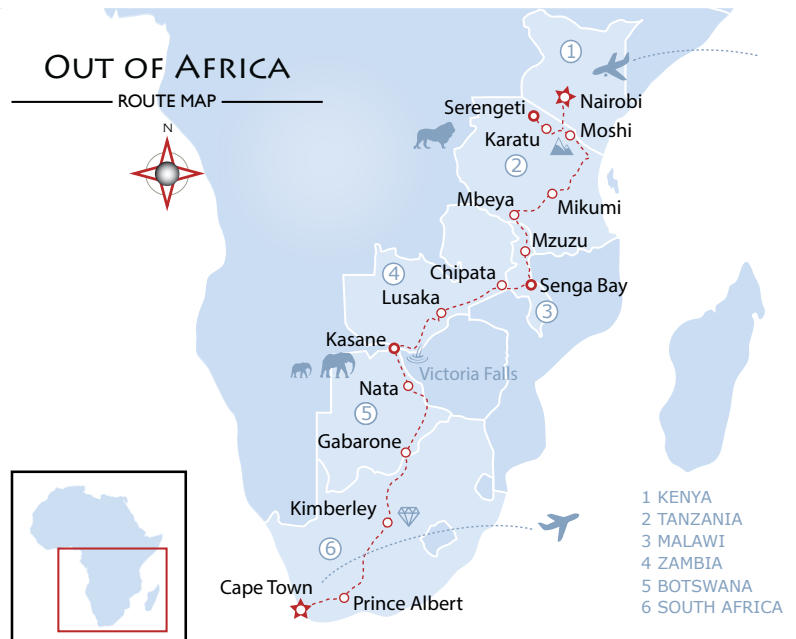 OUT OF AFRICA
ROUTE MAP
N
1
Nairobi
Serengeti
Karatu
Moshi
2
Mbeya
Mikumi
Mzuzu
4
Chipata
Senga Bay
Lusaka
3
Kasane
Victoria Falls
Nata
5
Gabarone
Kimberley
6
Cape Town
Prince Albert
1 KENYA
2 TANZANIA
3 MALAWI
4 ZAMBIA
5 BOTSWANA
6 SOUTH AFRICA